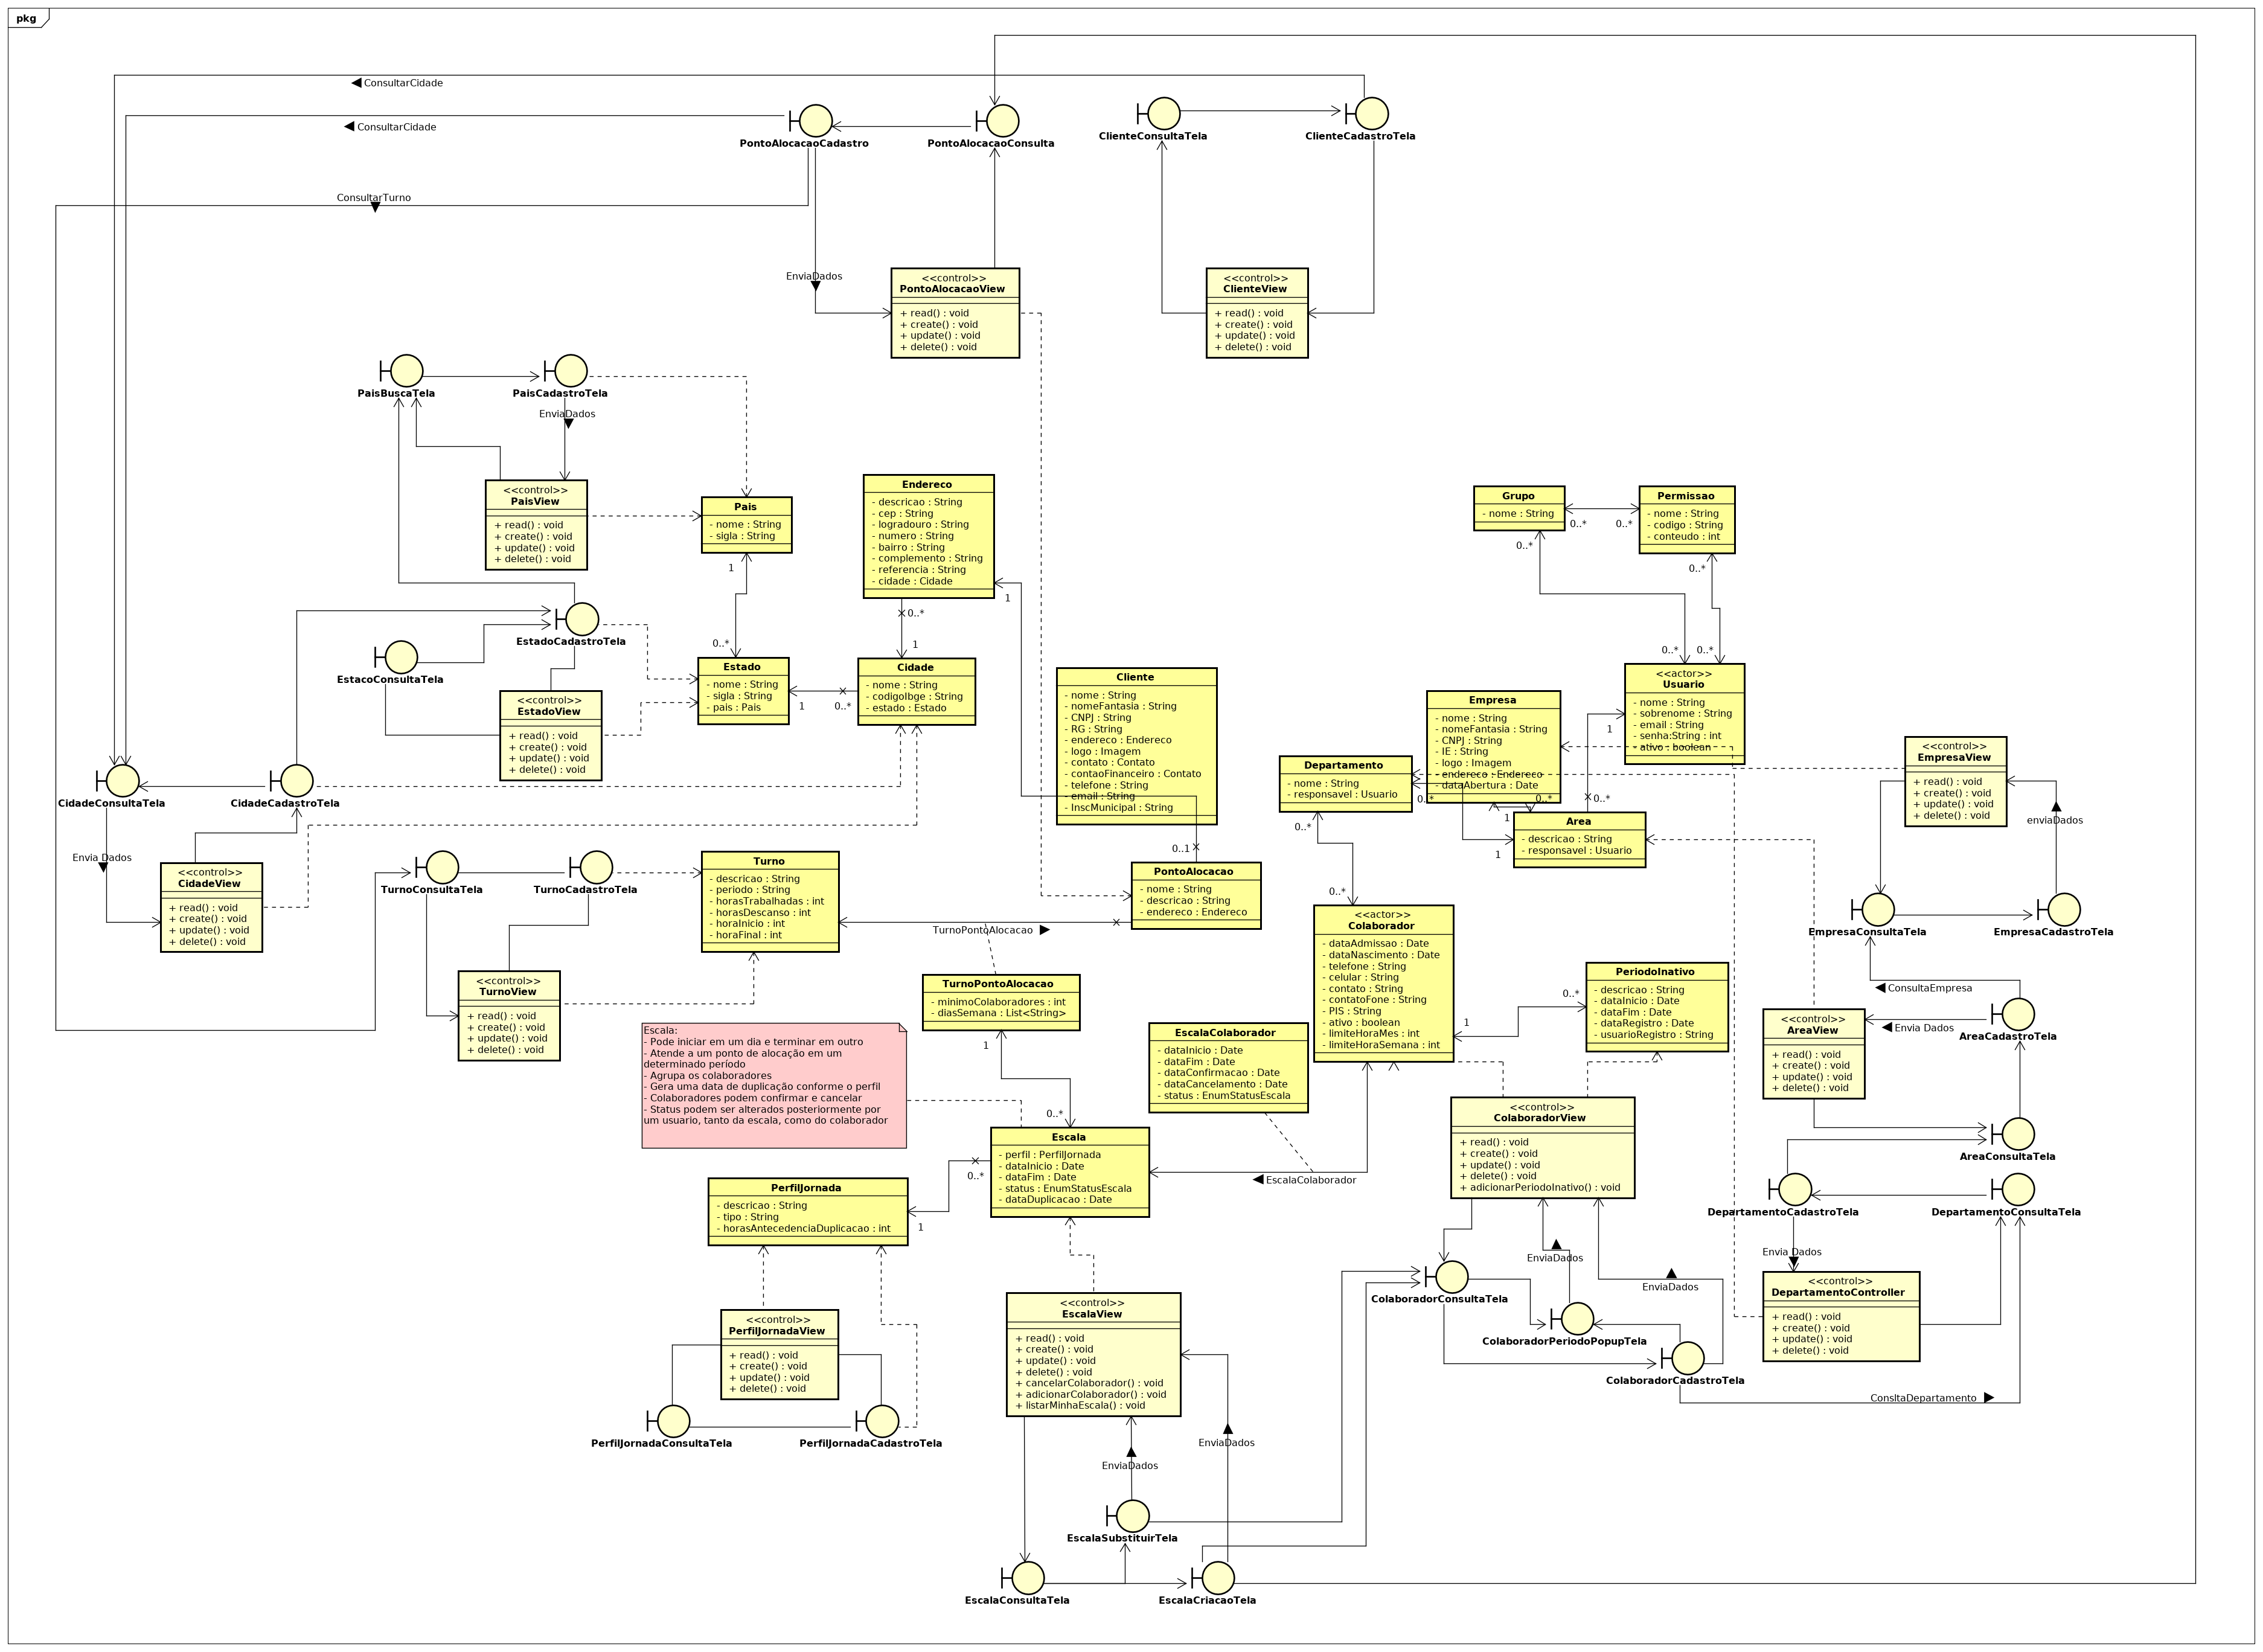 pkg
ConsultarCidade
ConsultarCidade
PontoAlocacaoCadastro
PontoAlocacaoConsulta
ClienteConsultaTela
ClienteCadastroTela
ConsultarTurno
EnviaDados
<<control>>
PontoAlocacaoView
+ read() : void
+ create() : void
+ update() : void
+ delete() : void
<<control>>
ClienteView
+ read() : void
+ create() : void
+ update() : void
+ delete() : void
PaisBuscaTela
PaisCadastroTela
EnviaDados
<<control>>
PaisView
+ read() : void
+ create() : void
+ update() : void
+ delete() : void
Pais
- nome : String
- sigla : String
1
0..*
Endereco
- descricao : String
- cep : String
- logradouro : String
- numero : String
- bairro : String
- complemento : String
- referencia : String
- cidade : Cidade
1
0..*
1
Grupo
- nome : String
0..*
0..*
0..*
Permissao
- nome : String
- codigo : String
- conteudo : int
0..*
0..*
0..*
EstadoCadastroTela
EstacoConsultaTela
<<control>>
EstadoView
+ read() : void
+ create() : void
+ update() : void
+ delete() : void
Estado
- nome : String
- sigla : String
- pais : Pais
1
0..*
Cidade
- nome : String
- codigoIbge : String
- estado : Estado
Cliente
- nome : String
- nomeFantasia : String
- CNPJ : String
- RG : String
- endereco : Endereco
- logo : Imagem
- contato : Contato
- contaoFinanceiro : Contato
- telefone : String
- email : String
- InscMunicipal : String
Empresa
- nome : String
- nomeFantasia : String
- CNPJ : String
- IE : String
- logo : Imagem
- endereco : Endereco
- dataAbertura : Date
<<actor>>
Usuario
- nome : String
- sobrenome : String
- email : String
- senha:String : int
- ativo : boolean
1
0..*
Departamento
- nome : String
- responsavel : Usuario
0..*
0..*
1
0..*
1
Area
- descricao : String
- responsavel : Usuario
<<control>>
EmpresaView
+ read() : void
+ create() : void
+ update() : void
+ delete() : void
enviaDados
EmpresaConsultaTela
EmpresaCadastroTela
CidadeConsultaTela
CidadeCadastroTela
Envia Dados
<<control>>
CidadeView
+ read() : void
+ create() : void
+ update() : void
+ delete() : void
TurnoConsultaTela
TurnoCadastroTela
<<control>>
TurnoView
+ read() : void
+ create() : void
+ update() : void
+ delete() : void
Turno
- descricao : String
- periodo : String
- horasTrabalhadas : int
- horasDescanso : int
- horaInicio : int
- horaFinal : int
0..1
PontoAlocacao
- nome : String
- descricao : String
- endereco : Endereco
TurnoPontoAlocacao
TurnoPontoAlocacao
- minimoColaboradores : int
- diasSemana : List<String>
1
0..*
0..*
<<actor>>
Colaborador
- dataAdmissao : Date
- dataNascimento : Date
- telefone : String
- celular : String
- contato : String
- contatoFone : String
- PIS : String
- ativo : boolean
- limiteHoraMes : int
- limiteHoraSemana : int
1
0..*
PeriodoInativo
- descricao : String
- dataInicio : Date
- dataFim : Date
- dataRegistro : Date
- usuarioRegistro : String
ConsultaEmpresa
Envia Dados
AreaCadastroTela
<<control>>
AreaView
+ read() : void
+ create() : void
+ update() : void
+ delete() : void
AreaConsultaTela
Escala:
- Pode iniciar em um dia e terminar em outro
- Atende a um ponto de alocação em um
determinado período
- Agrupa os colaboradores
- Gera uma data de duplicação conforme o perfil
- Colaboradores podem confirmar e cancelar
- Status podem ser alterados posteriormente por
um usuario, tanto da escala, como do colaborador
EscalaColaborador
- dataInicio : Date
- dataFim : Date
- dataConfirmacao : Date
- dataCancelamento : Date
- status : EnumStatusEscala
Escala
- perfil : PerfilJornada
- dataInicio : Date
- dataFim : Date
- status : EnumStatusEscala
- dataDuplicacao : Date
0..*
1
EscalaColaborador
<<control>>
ColaboradorView
+ read() : void
+ create() : void
+ update() : void
+ delete() : void
+ adicionarPeriodoInativo() : void
PerfilJornada
- descricao : String
- tipo : String
- horasAntecedenciaDuplicacao : int
DepartamentoCadastroTela
DepartamentoConsultaTela
Envia Dados
<<control>>
DepartamentoController
+ read() : void
+ create() : void
+ update() : void
+ delete() : void
EnviaDados
EnviaDados
ColaboradorConsultaTela
ColaboradorPeriodoPopupTela
ColaboradorCadastroTela
ConsltaDepartamento
<<control>>
PerfilJornadaView
+ read() : void
+ create() : void
+ update() : void
+ delete() : void
PerfilJornadaConsultaTela
PerfilJornadaCadastroTela
<<control>>
EscalaView
+ read() : void
+ create() : void
+ update() : void
+ delete() : void
+ cancelarColaborador() : void
+ adicionarColaborador() : void
+ listarMinhaEscala() : void
EnviaDados
EnviaDados
EscalaSubstituirTela
EscalaConsultaTela
EscalaCriacaoTela